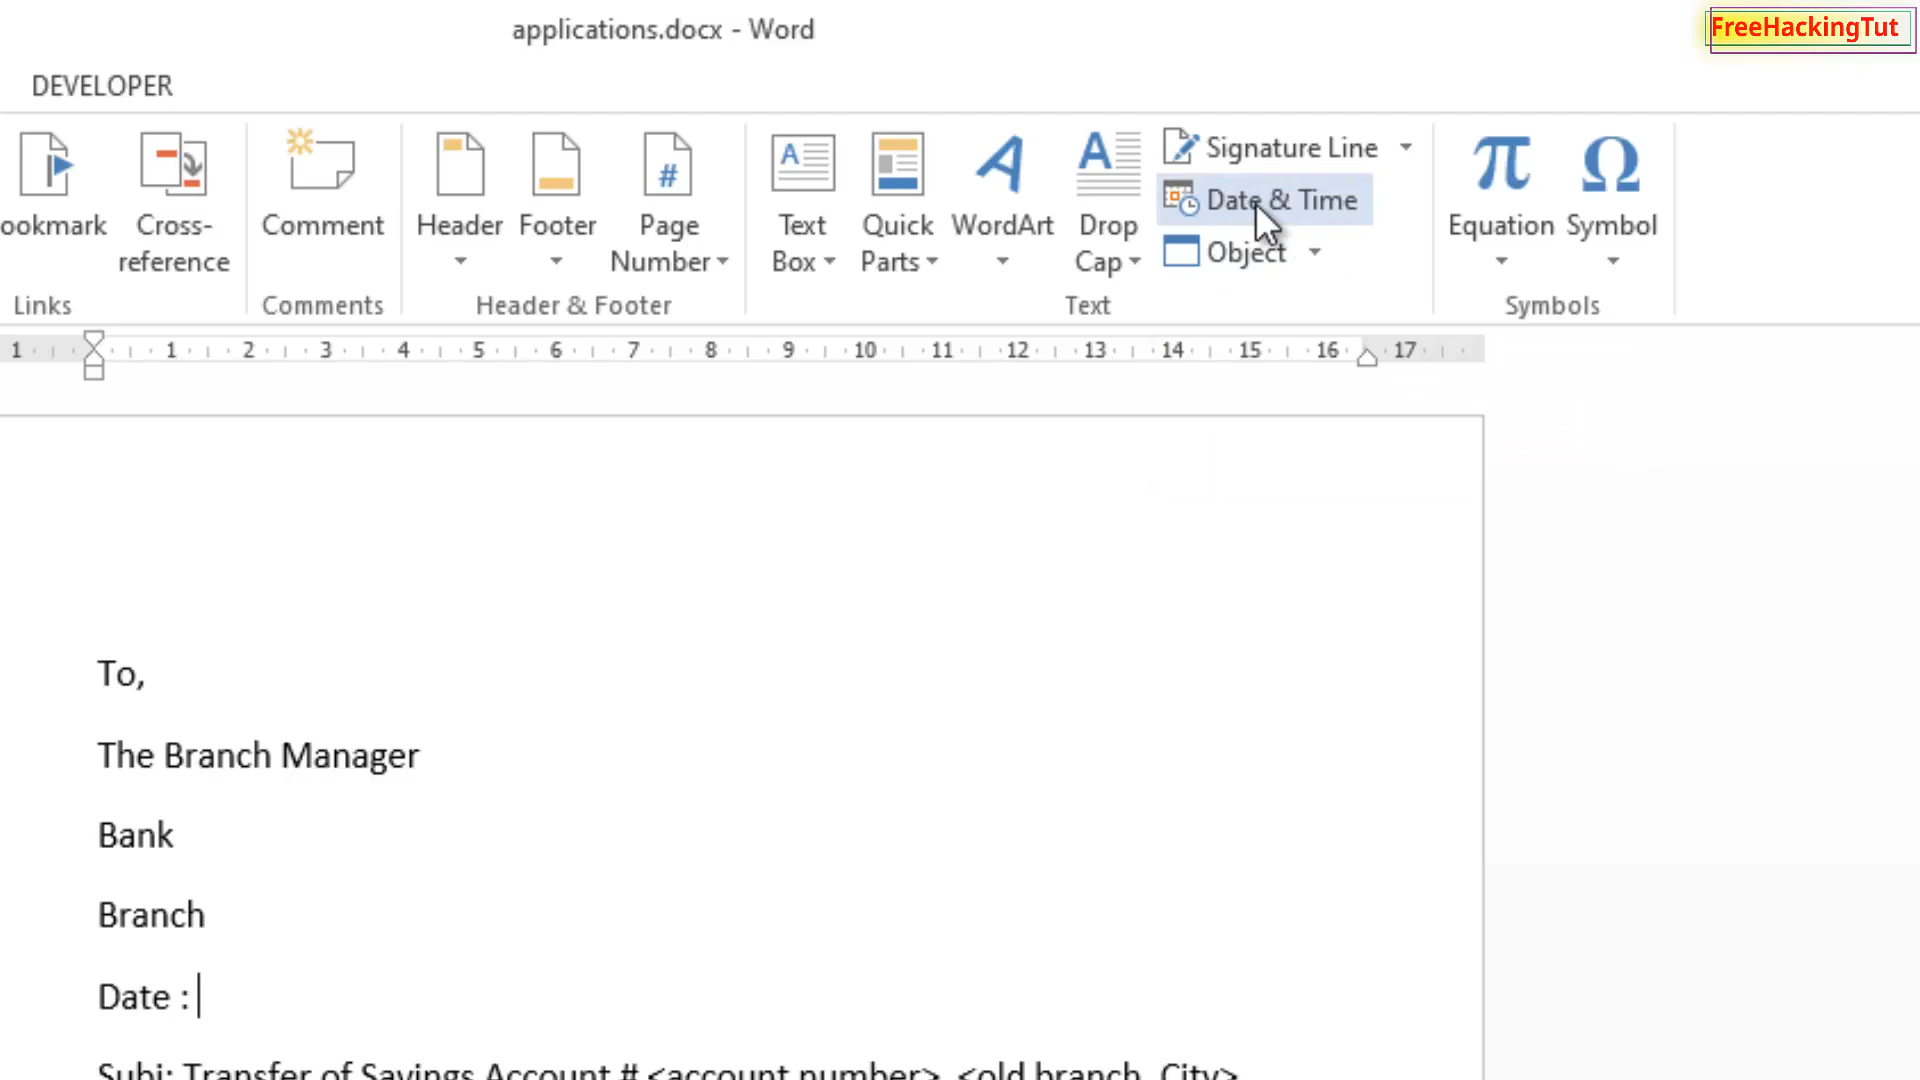 applications.docx - Word
FreeHackingTut
DEVELOPER
ookmark
Cross-
reference
Comment
Header
Footer
Page
Number
Text
Box
Quick
Parts
WordArt
Drop
Cap
Signature Line
Date & Time
Object
Equation
Symbol
Links
Comments
Header & Footer
Text
Symbols
1 1 2 3 4 5 6 7 8 9 10 11 12 13 14 15 16 17
To,
The Branch Manager
Bank
Branch
Date :
Subj: Transfer of Savings Account # <account number>, <old branch, City>